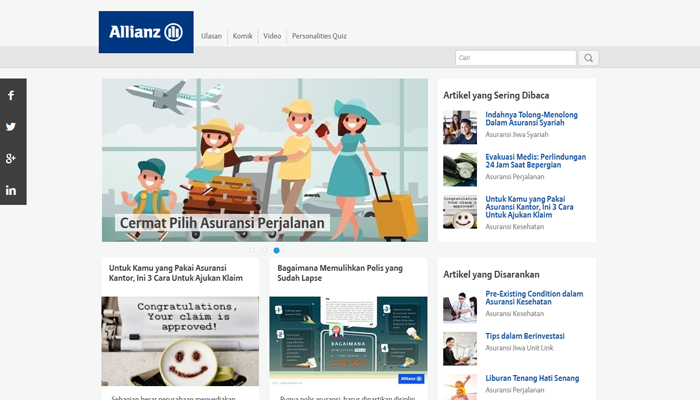 Allianz
Ulasan
Komik
Video
Personalities Quiz
Cari
Cermat Pilih Asuransi Perjalanan
Artikel yang Sering Dibaca
Indahnya Tolong-Menolong
Dalam Asuransi Syariah
Asuransi Jiwa Syariah
Evakuasi Medis: Perlindungan
24 Jam Saat Bepergian
Asuransi Perjalanan
Untuk Kamu yang Pakai
Asuransi Kantor, Ini 3 Cara
Untuk Ajukan Klaim
Asuransi Kesehatan
Untuk Kamu yang Pakai Asuransi
Kantor, Ini 3 Cara Untuk Ajukan Klaim
Congratulations,
Your claim is
approved!
Bagaimana Memulihkan Polis yang
Sudah Lapse
BAGAIMANA
Allianz
Artikel yang Disarankan
Pre-Existing Condition dalam
Asuransi Kesehatan
Asuransi Kesehatan
Tips dalam Berinvestasi
Asuransi Jiwa Unit Link
Liburan Tenang Hati Senang
Asuransi Perjalanan
Sebagian besar perusahaan menyediakan
Punya polis asuransi, harus dipastikan disiplin